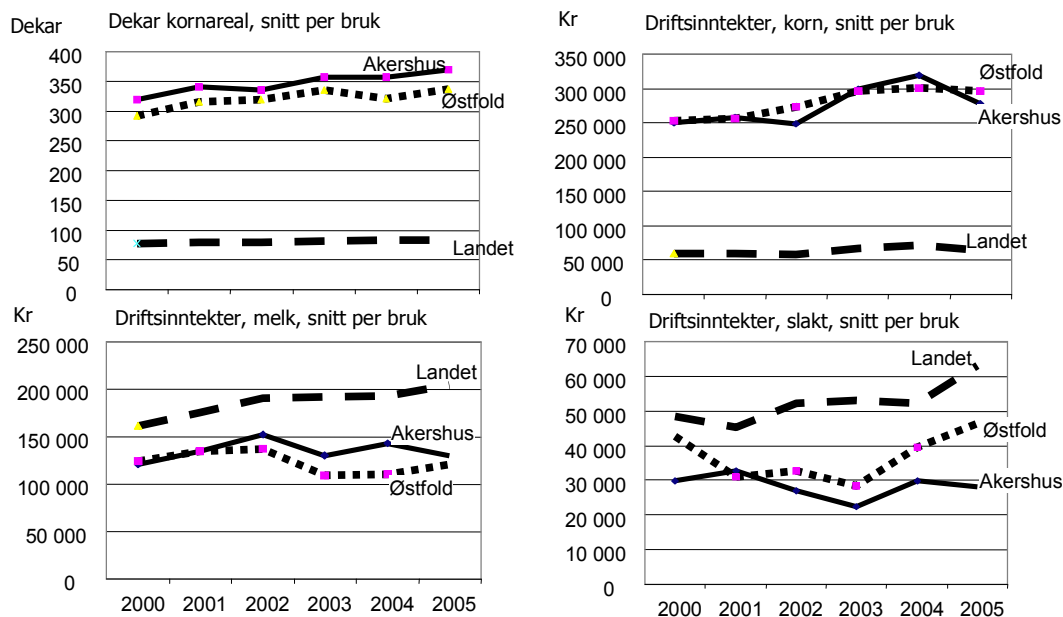 Dekar
Dekar kornareal, snitt per bruk
400
350
300
250
200
150
100
50
0
Akershus
Østfold
Landet
Kr
Driftsinntekter, korn, snitt per bruk
350 000
300 000
250 000
200 000
150 000
100 000
50 000
0
Østfold
Akershus
Landet
Kr
Driftsinntekter, melk, snitt per bruk
250 000
200 000
150 000
100 000
50 000
0
Landet
Akershus
Østfold
2000 2001 2002 2003 2004 2005
Kr
Driftsinntekter, slakt, snitt per bruk
70 000
60 000
50 000
40 000
30 000
20 000
10 000
0
Landet
Østfold
Akershus
2000 2001 2002 2003 2004 2005